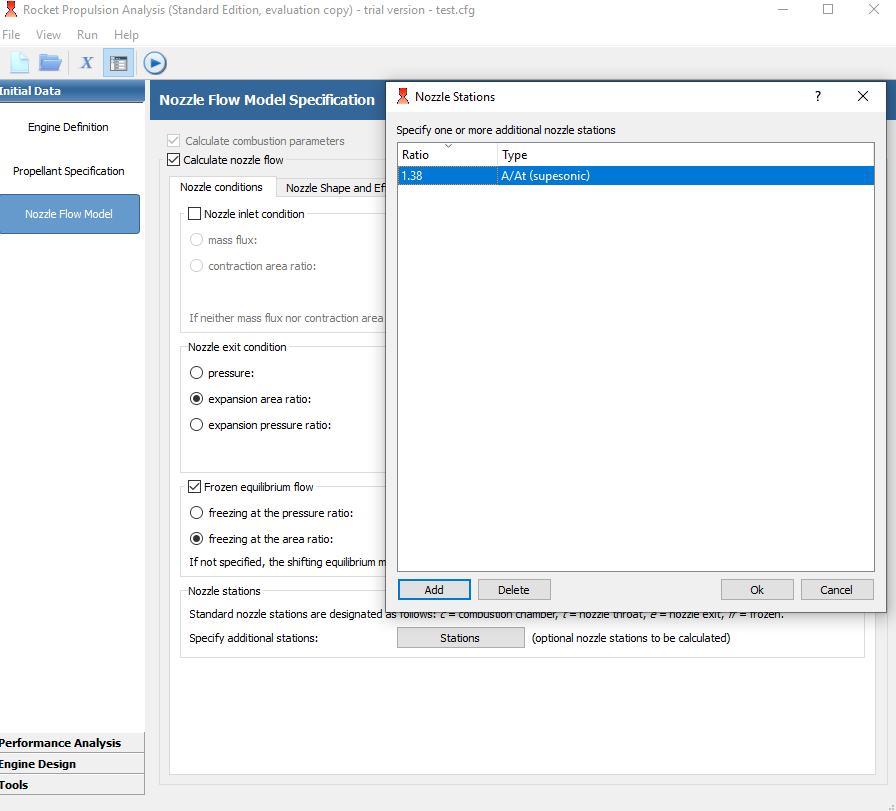 Rocket Propulsion Analysis (Standard Edition, evaluation copy) - trial version - test.cfg
File View Run Help
X
Initial Data
Engine Definition
Propellant Specification
Nozzle Flow Model
Performance Analysis
Engine Design
Tools
Nozzle Flow Model Specification
Calculate combustion parameters
Calculate nozzle flow
Nozzle conditions Nozzle Shape and Ef
Nozzle inlet condition
mass flux:
contraction area ratio:
If neither mass flux nor contraction area
Nozzle exit condition
pressure:
expansion area ratio:
expansion pressure ratio:
Frozen equilibrium flow
freezing at the pressure ratio:
freezing at the area ratio:
If not specified, the shifting equilibrium m
Nozzle stations
Standard nozzle stations are designated as follows: c = combustion chamber, t = nozzle throat, e = nozzle exit, fr = frozen.
Specify additional stations: Stations (optional nozzle stations to be calculated)
Nozzle Stations ?
Specify one or more additional nozzle stations
Ratio Type
1.38 A/At (supesonic)
Add Delete Ok Cancel